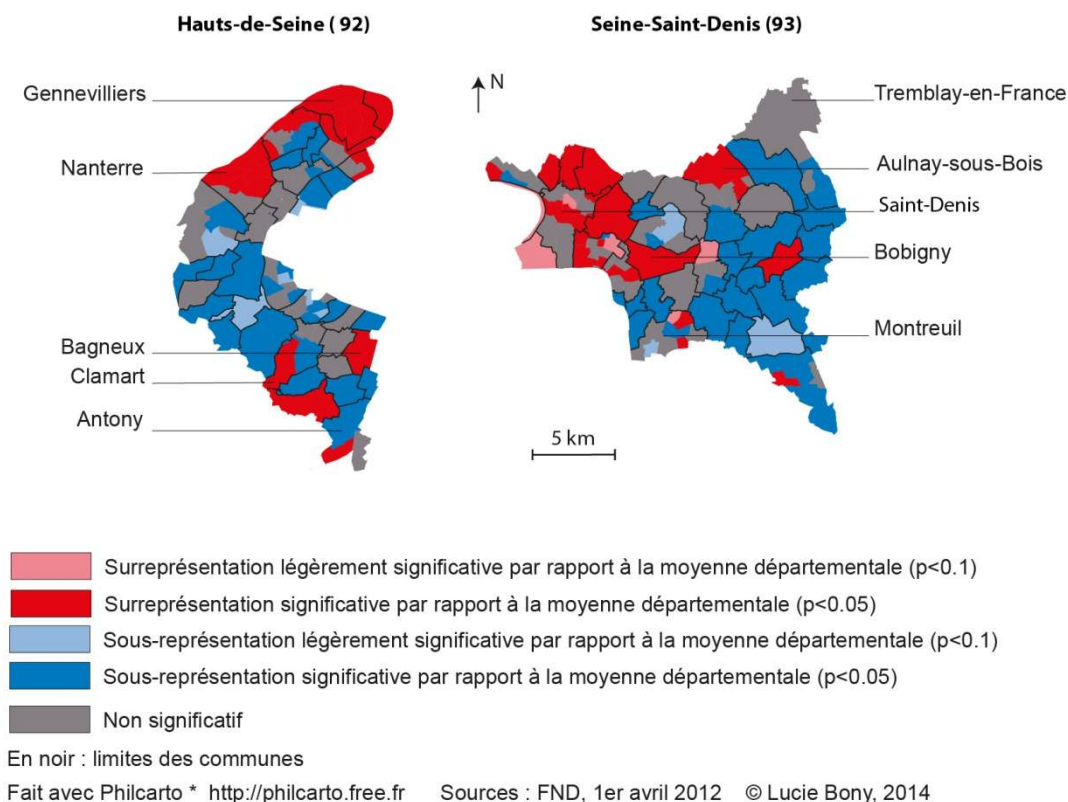 Hauts-de-Seine ( 92)
Seine-Saint-Denis (93)
Gennevilliers
Nanterre
Bagneux
Clamart
Antony
N
Tremblay-en-France
Aulnay-sous-Bois
Saint-Denis
Bobigny
Montreuil
5 km
Surreprésentation légèrement significative par rapport à la moyenne départementale (p<0.1)
Surreprésentation significative par rapport à la moyenne départementale (p<0.05)
Sous-représentation légèrement significative par rapport à la moyenne départementale (p<0.1)
Sous-représentation significative par rapport à la moyenne départementale (p<0.05)
Non significatif
En noir : limites des communes
Fait avec Philcarto * http://philcarto.free.fr Sources : FND, 1er avril 2012 © Lucie Bony, 2014